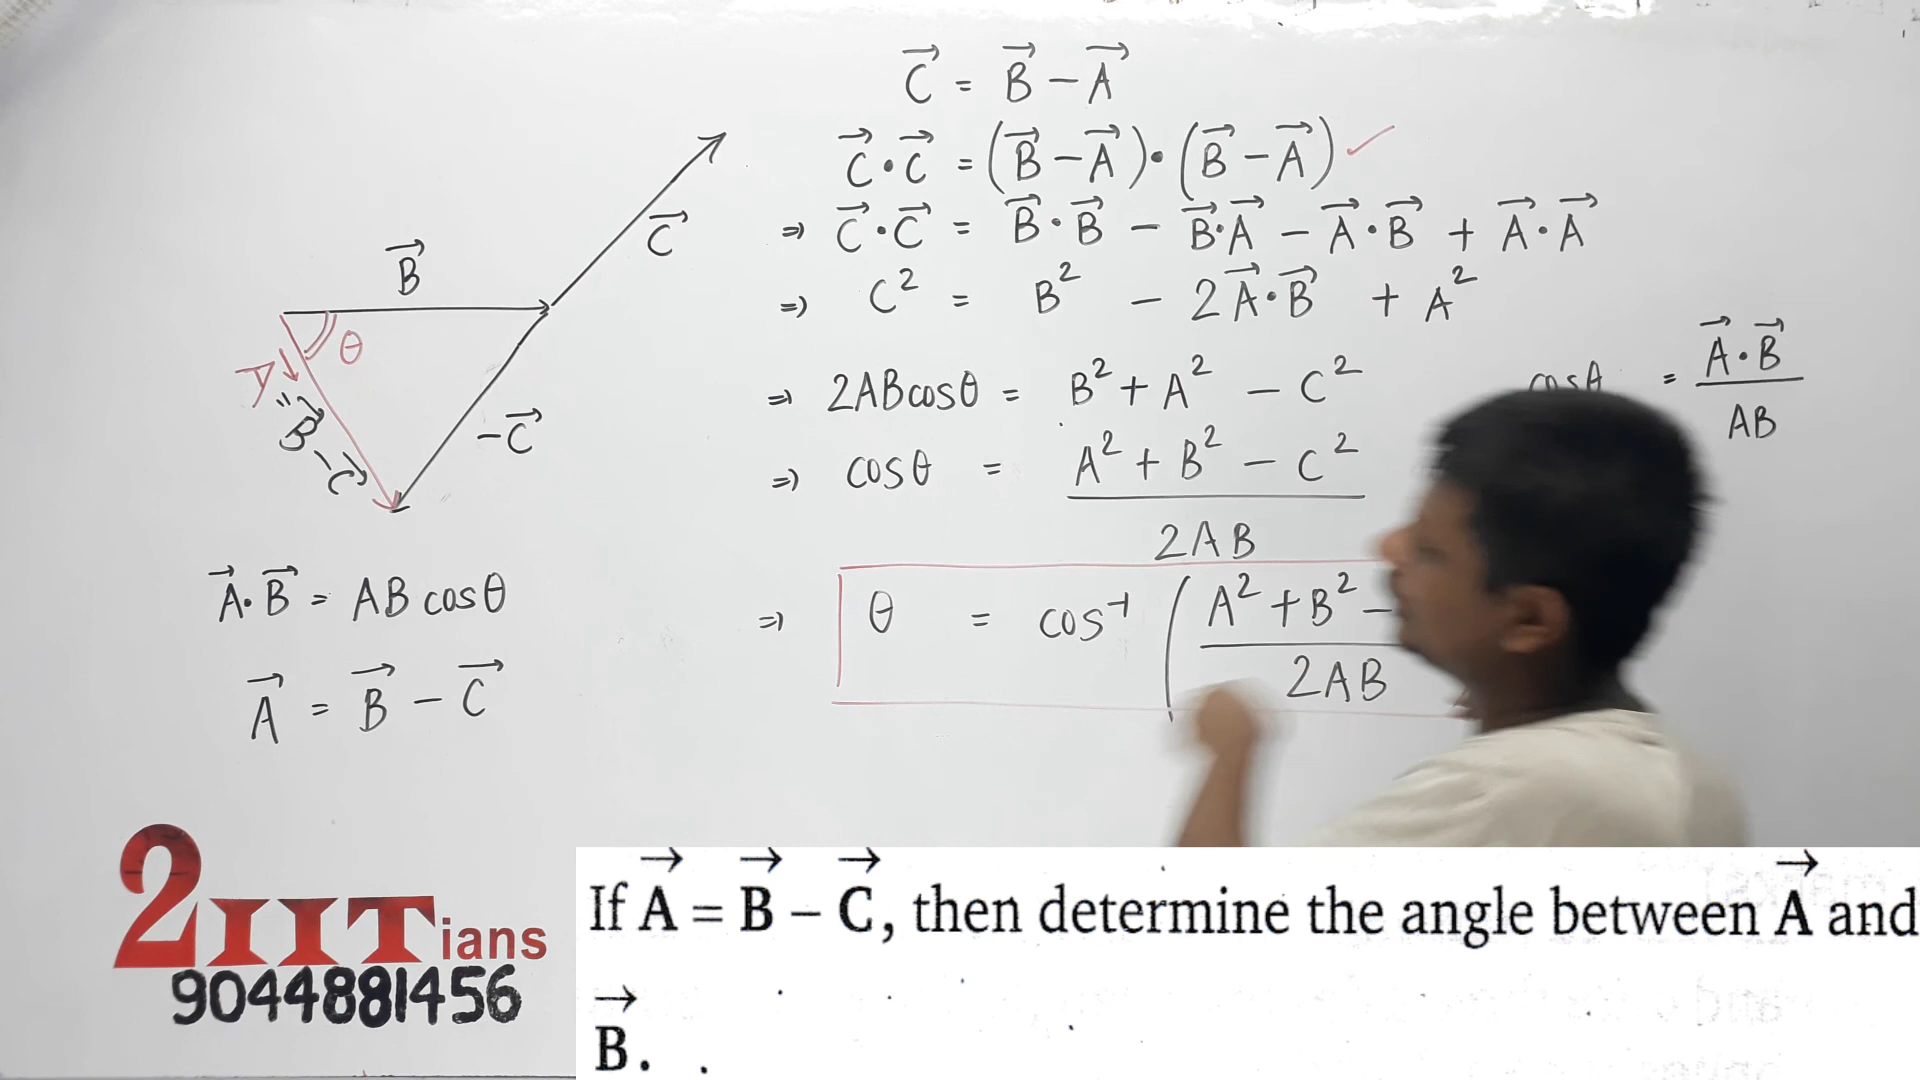 C⃗ = B⃗ − A⃗
C⃗ · C⃗ = (B⃗ − A⃗) · (B⃗ − A⃗) ✓
⇒ C⃗ · C⃗ = B⃗ · B⃗ − B⃗ · A⃗ − A⃗ · B⃗ + A⃗ · A⃗
⇒ C² = B² − 2A⃗ · B⃗ + A²
⇒ 2ABcosθ = B² + A² − C²
⇒ cosθ = A² + B² − C²
2AB
⇒ θ = cos⁻¹ ( A² + B² −
2AB
= A⃗ · B⃗
AB
B⃗
C⃗
θ
A⃗ = B⃗ − C⃗
−C⃗
A⃗ · B⃗ = AB cosθ
A⃗ = B⃗ − C⃗
2IITians
9044881456
If A⃗ = B⃗ − C⃗, then determine the angle between A⃗ and
B⃗.